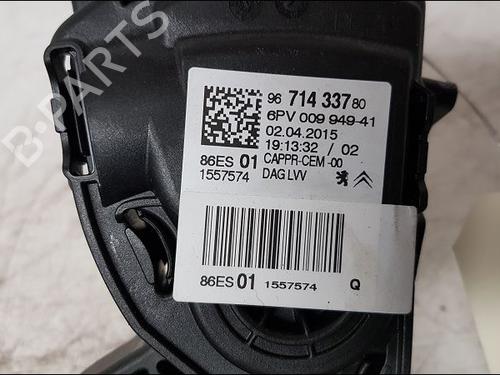 B-PARTS
96 714 337 80
6PV 009 949-41
02.04.2015
19:13:32 / 02
86ES 01 CAPPR-CEM -00
1557574 DAG LVV
86ES 01 1557574 Q